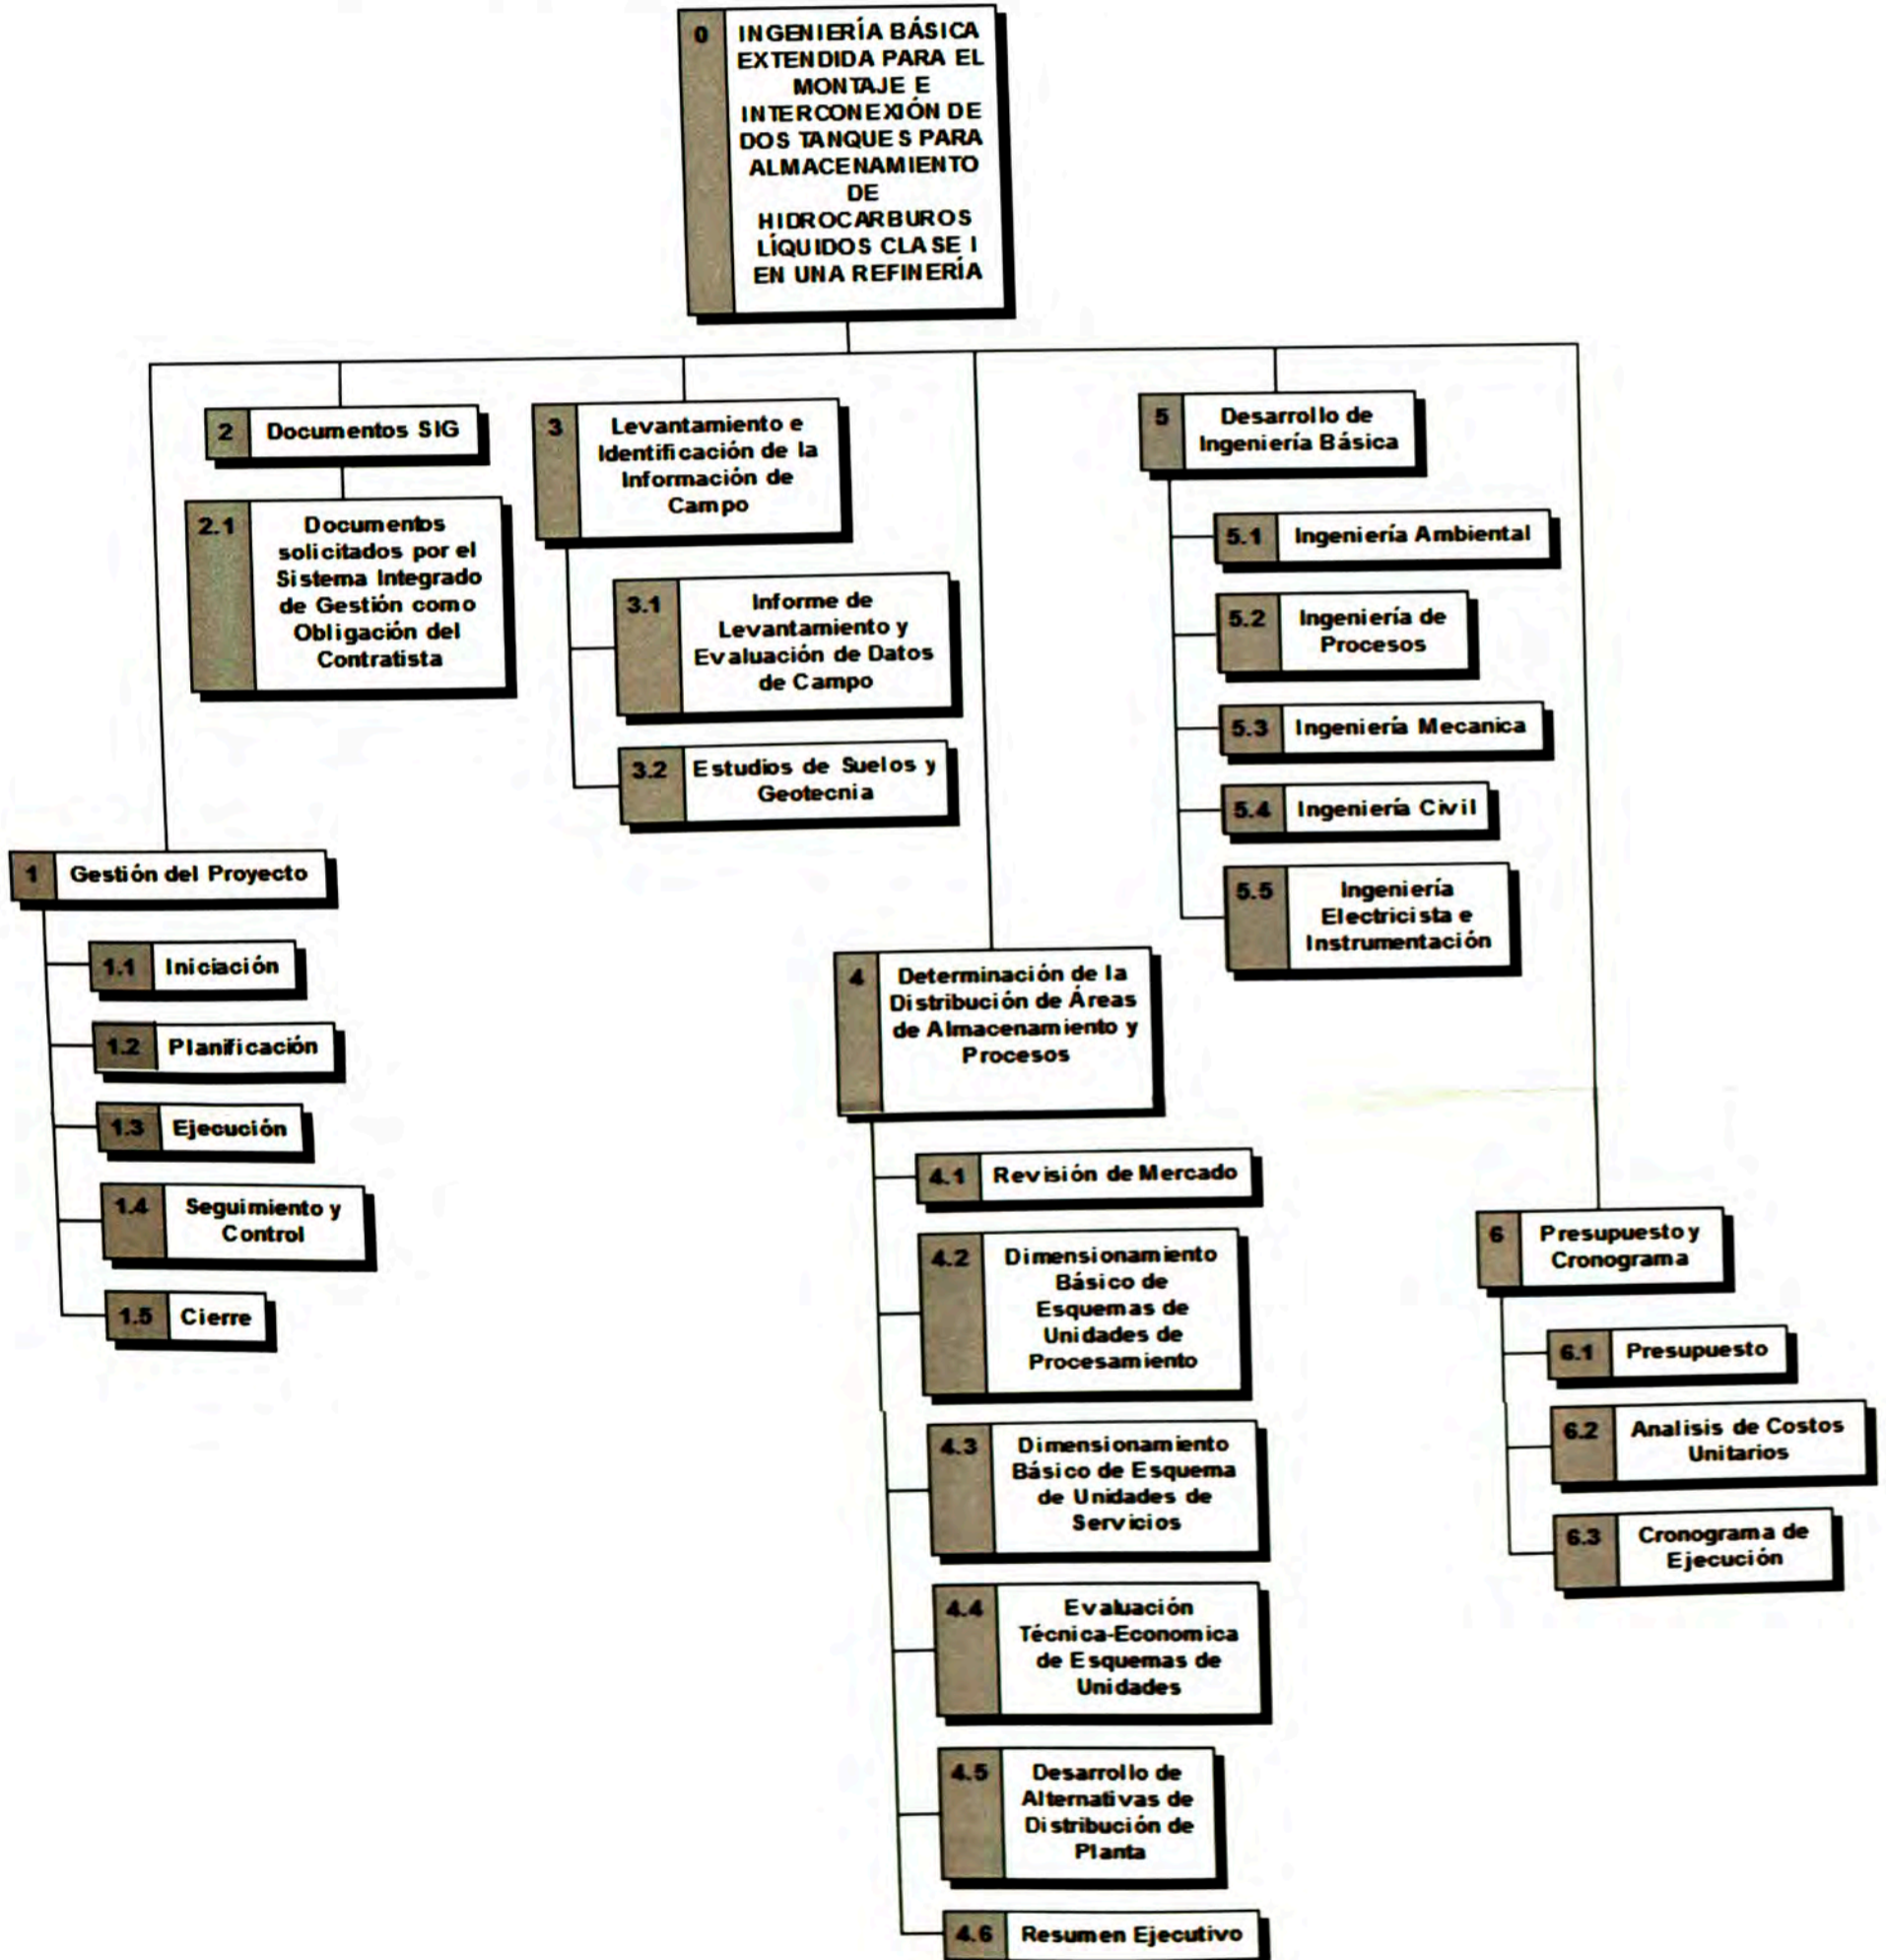 0 INGENIERÍA BÁSICA
EXTENDIDA PARA EL
MONTAJE E
INTERCONEXIÓN DE
DOS TANQUES PARA
ALMACENAMIENTO
DE
HIDROCARBUROS
LÍQUIDOS CLASE I
EN UNA REFINERÍA
1 Gestión del Proyecto
1.1 Iniciación
1.2 Planificación
1.3 Ejecución
1.4 Seguimiento y
Control
1.5 Cierre
2 Documentos SIG
2.1 Documentos
solicitados por el
Sistema Integrado
de Gestión como
Obligación del
Contratista
3 Levantamiento e
Identificación de la
Información de
Campo
3.1 Informe de
Levantamiento y
Evaluación de Datos
de Campo
3.2 Estudios de Suelos y
Geotecnia
4 Determinación de la
Distribución de Áreas
de Almacenamiento y
Procesos
4.1 Revisión de Mercado
4.2 Dimensionamiento
Básico de
Esquemas de
Unidades de
Procesamiento
4.3 Dimensionamiento
Básico de Esquema
de Unidades de
Servicios
4.4 Evaluación
Técnica-Economica
de Esquemas de
Unidades
4.5 Desarrollo de
Alternativas de
Distribución de
Planta
4.6 Resumen Ejecutivo
5 Desarrollo de
Ingeniería Básica
5.1 Ingeniería Ambiental
5.2 Ingeniería de
Procesos
5.3 Ingeniería Mecanica
5.4 Ingeniería Civil
5.5 Ingeniería
Electricista e
Instrumentación
6 Presupuesto y
Cronograma
6.1 Presupuesto
6.2 Analisis de Costos
Unitarios
6.3 Cronograma de
Ejecución